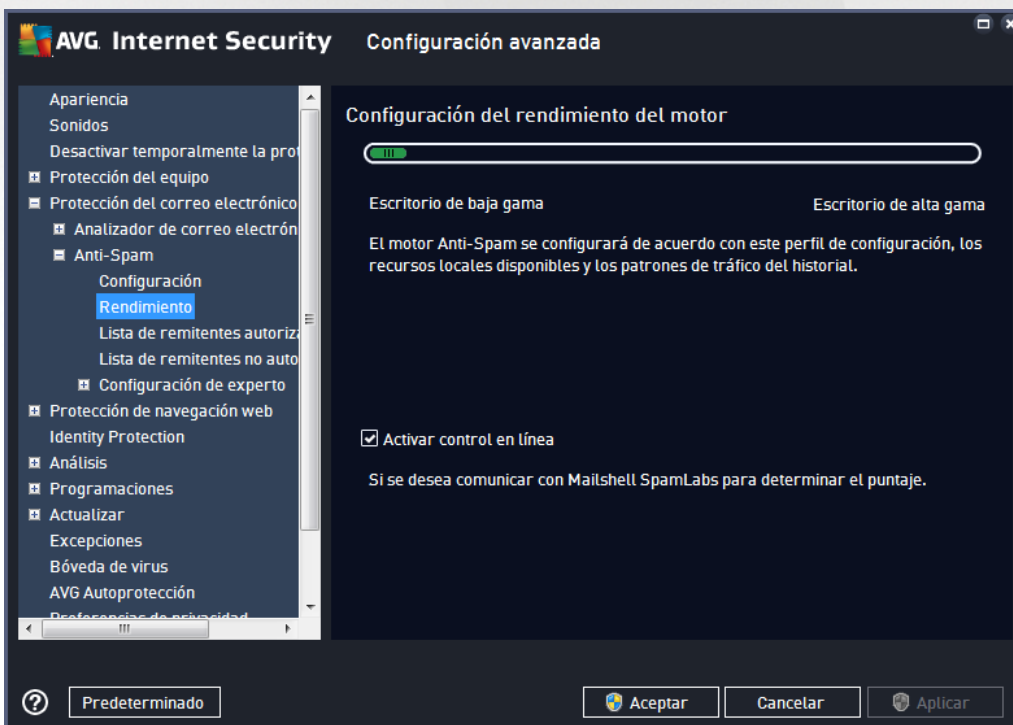 AVG. Internet Security Configuración avanzada
Apariencia
Sonidos
Desactivar temporalmente la prot
Protección del equipo
Protección del correo electrónico
Analizador de correo electrón
Anti-Spam
Configuración
Rendimiento
Lista de remitentes autoriza
Lista de remitentes no auto
Configuración de experto
Protección de navegación web
Identity Protection
Análisis
Programaciones
Actualizar
Excepciones
Bóveda de virus
AVG Autoprotección
Preferencias de privacidad
Configuración del rendimiento del motor
Escritorio de baja gama Escritorio de alta gama
El motor Anti-Spam se configurará de acuerdo con este perfil de configuración, los
recursos locales disponibles y los patrones de tráfico del historial.
Activar control en línea
Si se desea comunicar con Mailshell SpamLabs para determinar el puntaje.
Predeterminado Aceptar Cancelar Aplicar